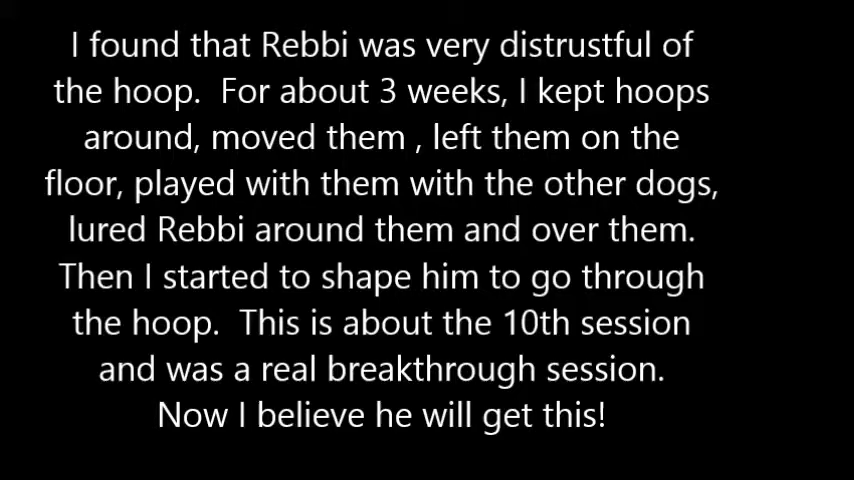 I found that Rebbi was very distrustful of
the hoop.  For about 3 weeks, I kept hoops
around, moved them , left them on the
floor, played with them with the other dogs,
lured Rebbi around them and over them.
Then I started to shape him to go through
the hoop.  This is about the 10th session
and was a real breakthrough session.
Now I believe he will get this!